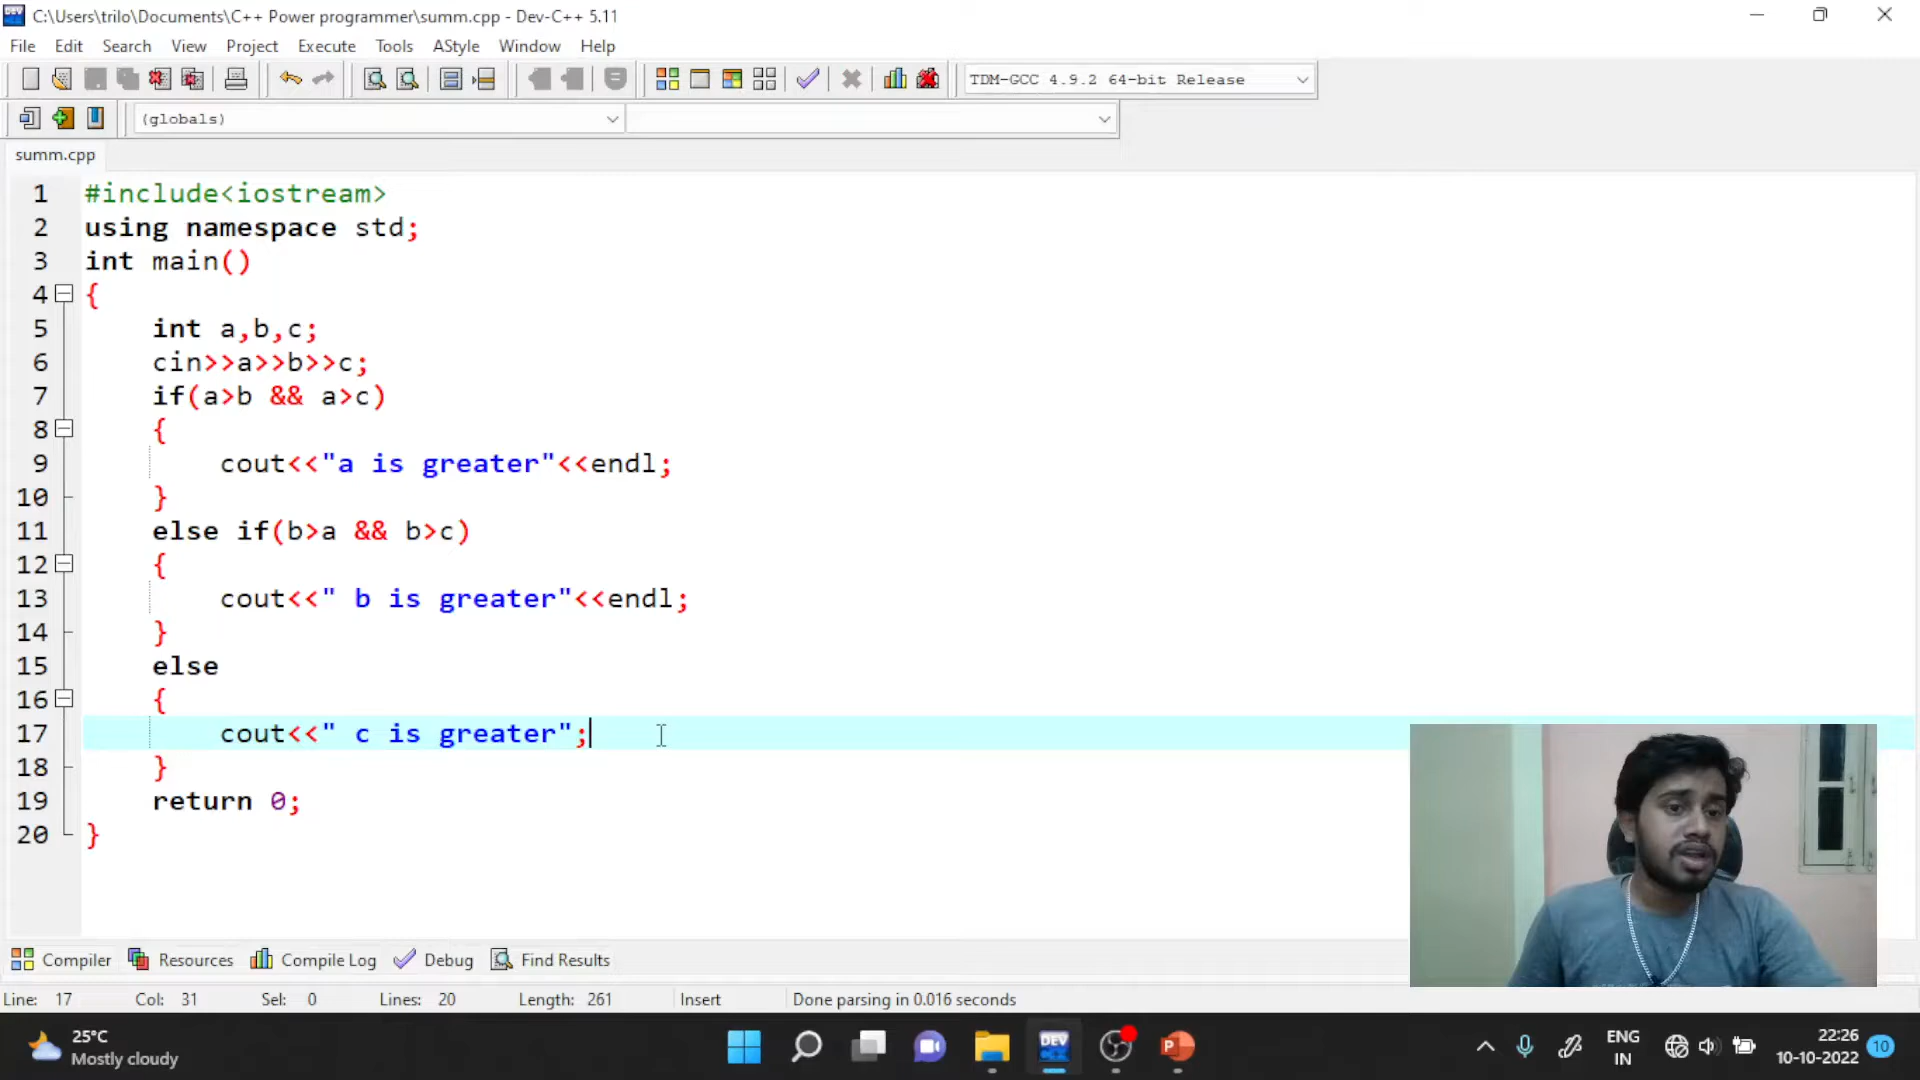 C:\Users\trilo\Documents\C++ Power programmer\summ.cpp - Dev-C++ 5.11
File Edit Search View Project Execute Tools AStyle Window Help
TDM-GCC 4.9.2 64-bit Release
(globals)
summ.cpp
1 #include<iostream>
2 using namespace std;
3 int main()
4 {
5 int a,b,c;
6 cin>>a>>b>>c;
7 if(a>b && a>c)
8 {
9 cout<<"a is greater"<<endl;
10 }
11 else if(b>a && b>c)
12 {
13 cout<<" b is greater"<<endl;
14 }
15 else
16 {
17 cout<<" c is greater";
18 }
19 return 0;
20 }
Compiler Resources Compile Log Debug Find Results
Line: 17 Col: 31 Sel: 0 Lines: 20 Length: 261 Insert Done parsing in 0.016 seconds
25°C
Mostly cloudy
DEV
P
ENG
IN
22:26
10-10-2022
10